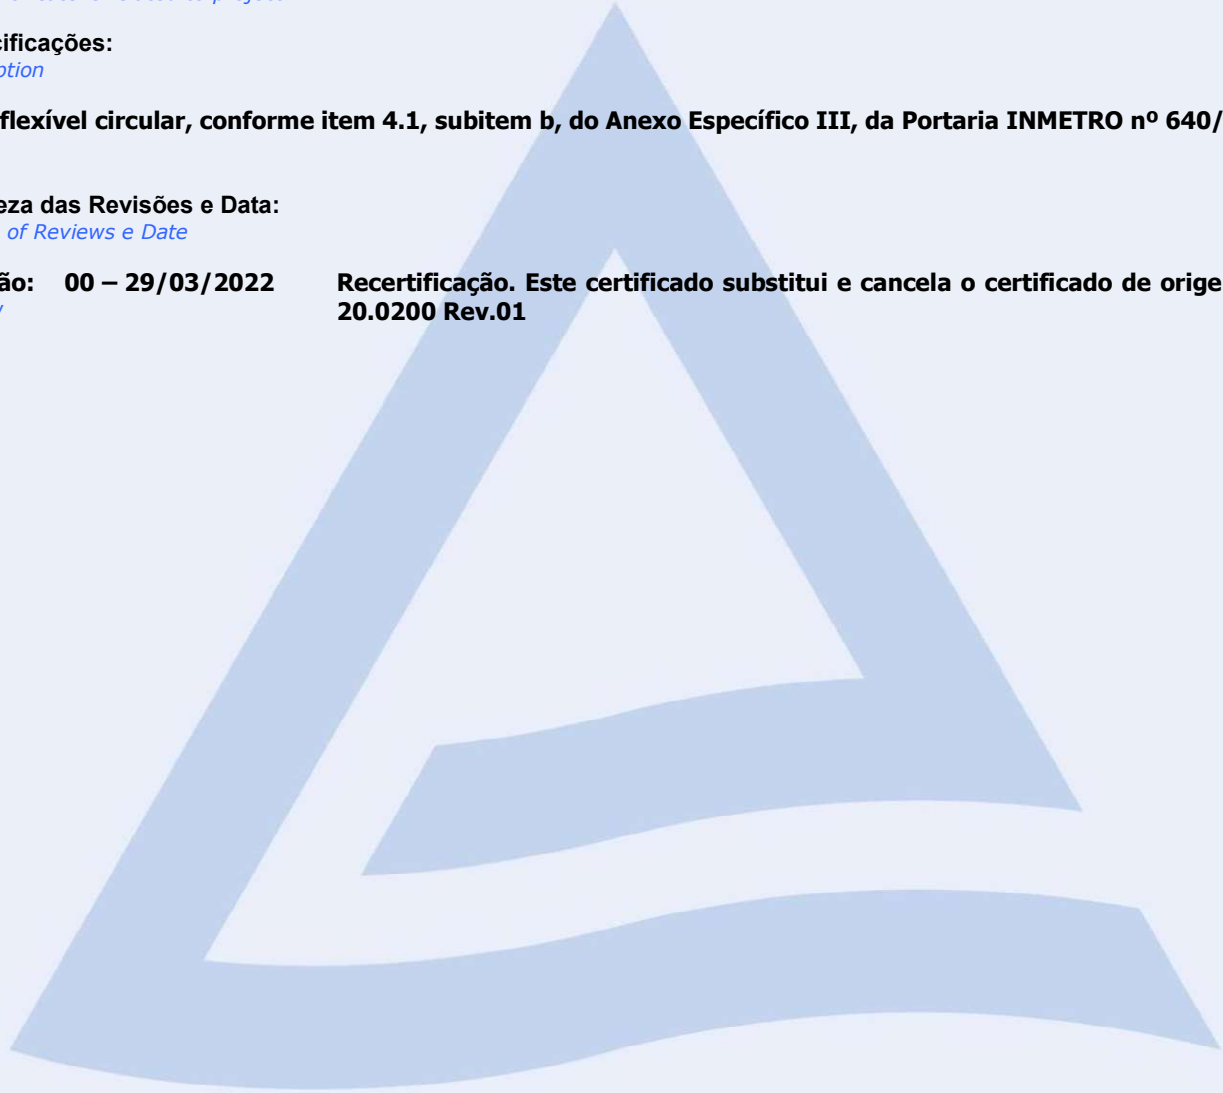 cificações:
ption
flexível circular, conforme item 4.1, subitem b, do Anexo Específico III, da Portaria INMETRO nº 640/
eza das Revisões e Data:
of Reviews e Date
ão: 00 – 29/03/2022 Recertificação. Este certificado substitui e cancela o certificado de orige
20.0200 Rev.01